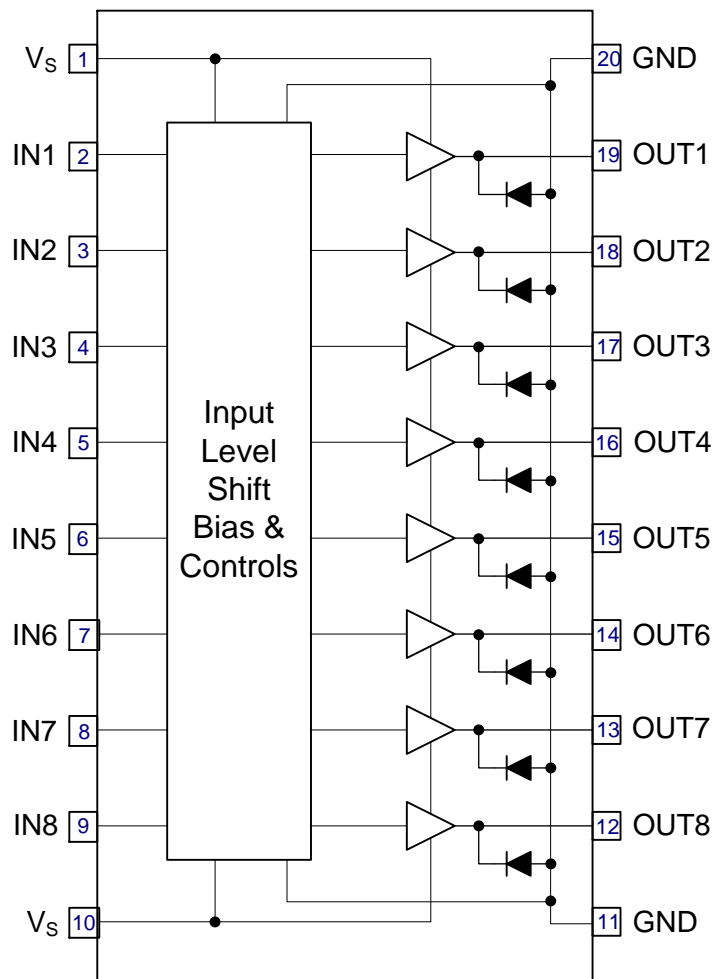 VS 1 20 GND
IN1 2 19 OUT1
IN2 3 18 OUT2
IN3 4 17 OUT3
IN4 5 16 OUT4
Input
Level
Shift
Bias &
Controls
IN5 6 15 OUT5
IN6 7 14 OUT6
IN7 8 13 OUT7
IN8 9 12 OUT8
VS 10 11 GND